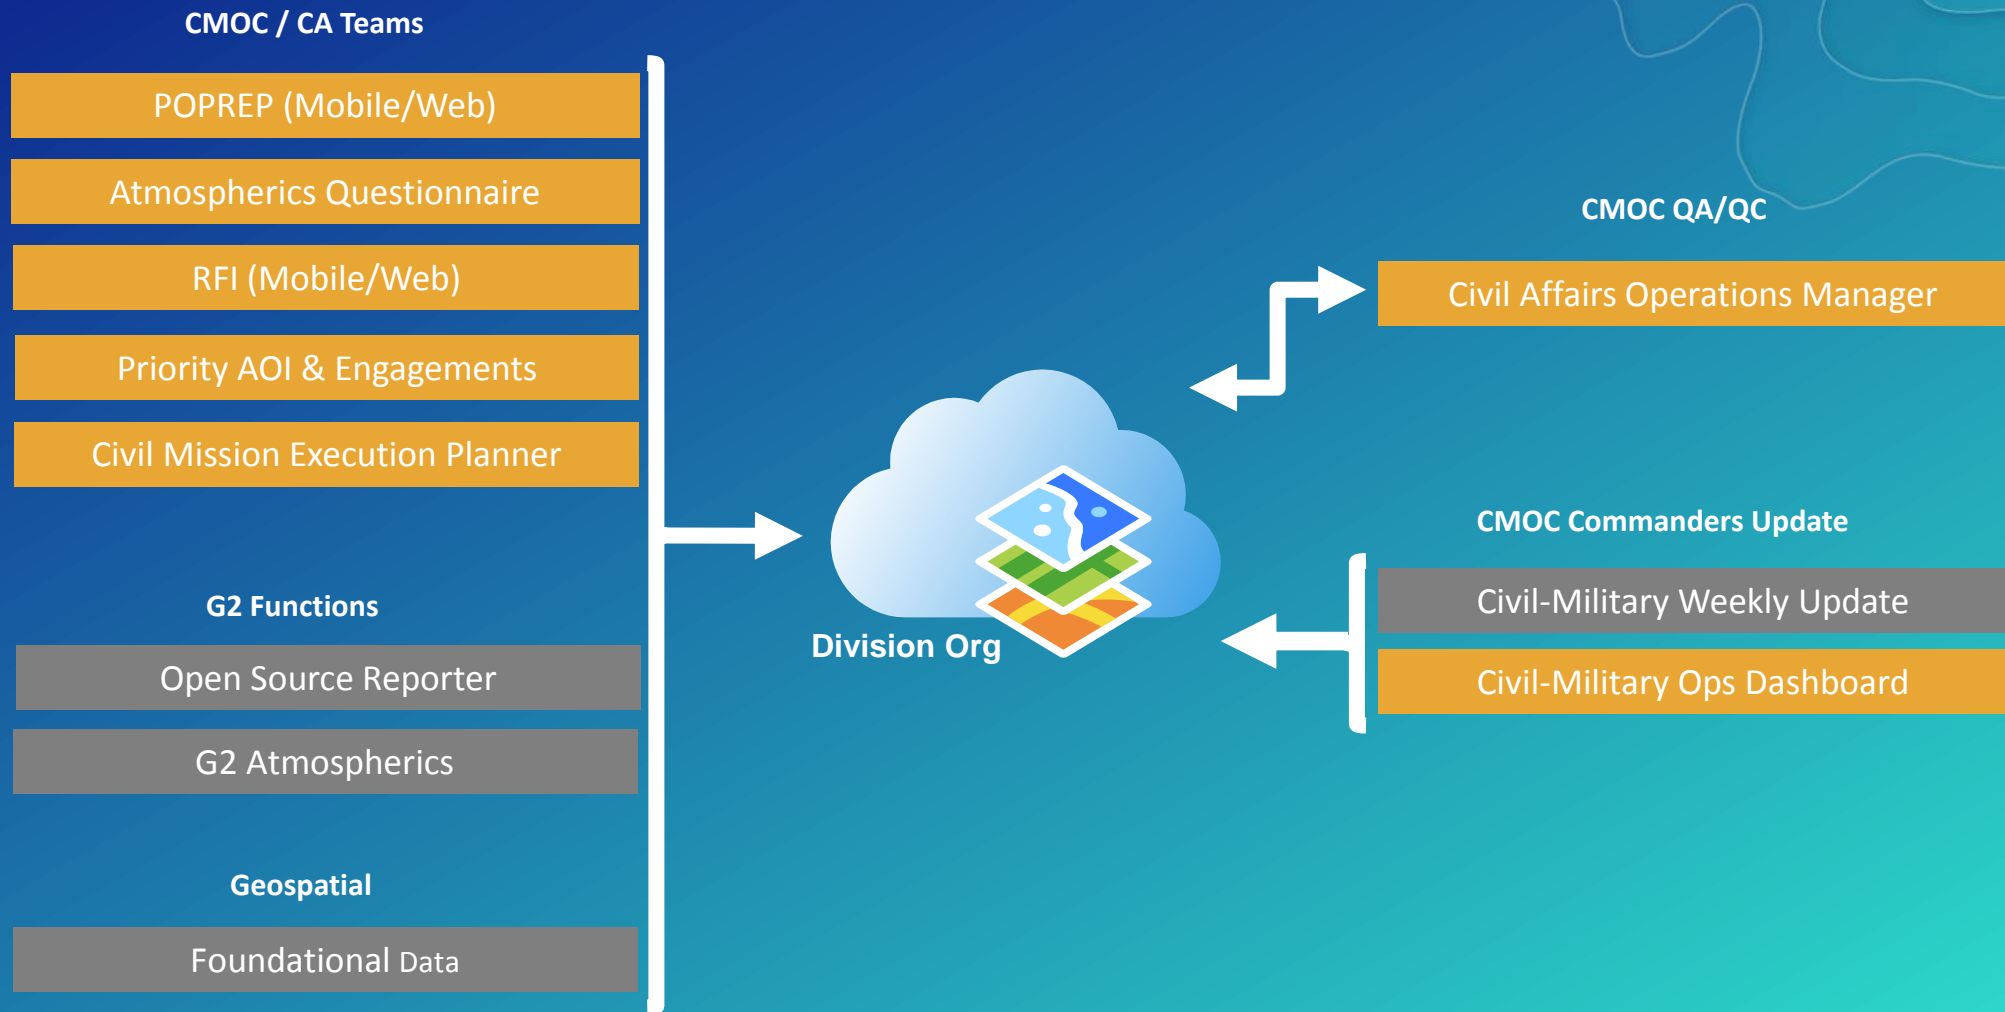 CMOC / CA Teams
POPREP (Mobile/Web)
Atmospherics Questionnaire
RFI (Mobile/Web)
Priority AOI & Engagements
Civil Mission Execution Planner
G2 Functions
Open Source Reporter
G2 Atmospherics
Geospatial
Foundational Data
Division Org
CMOC QA/QC
Civil Affairs Operations Manager
CMOC Commanders Update
Civil-Military Weekly Update
Civil-Military Ops Dashboard